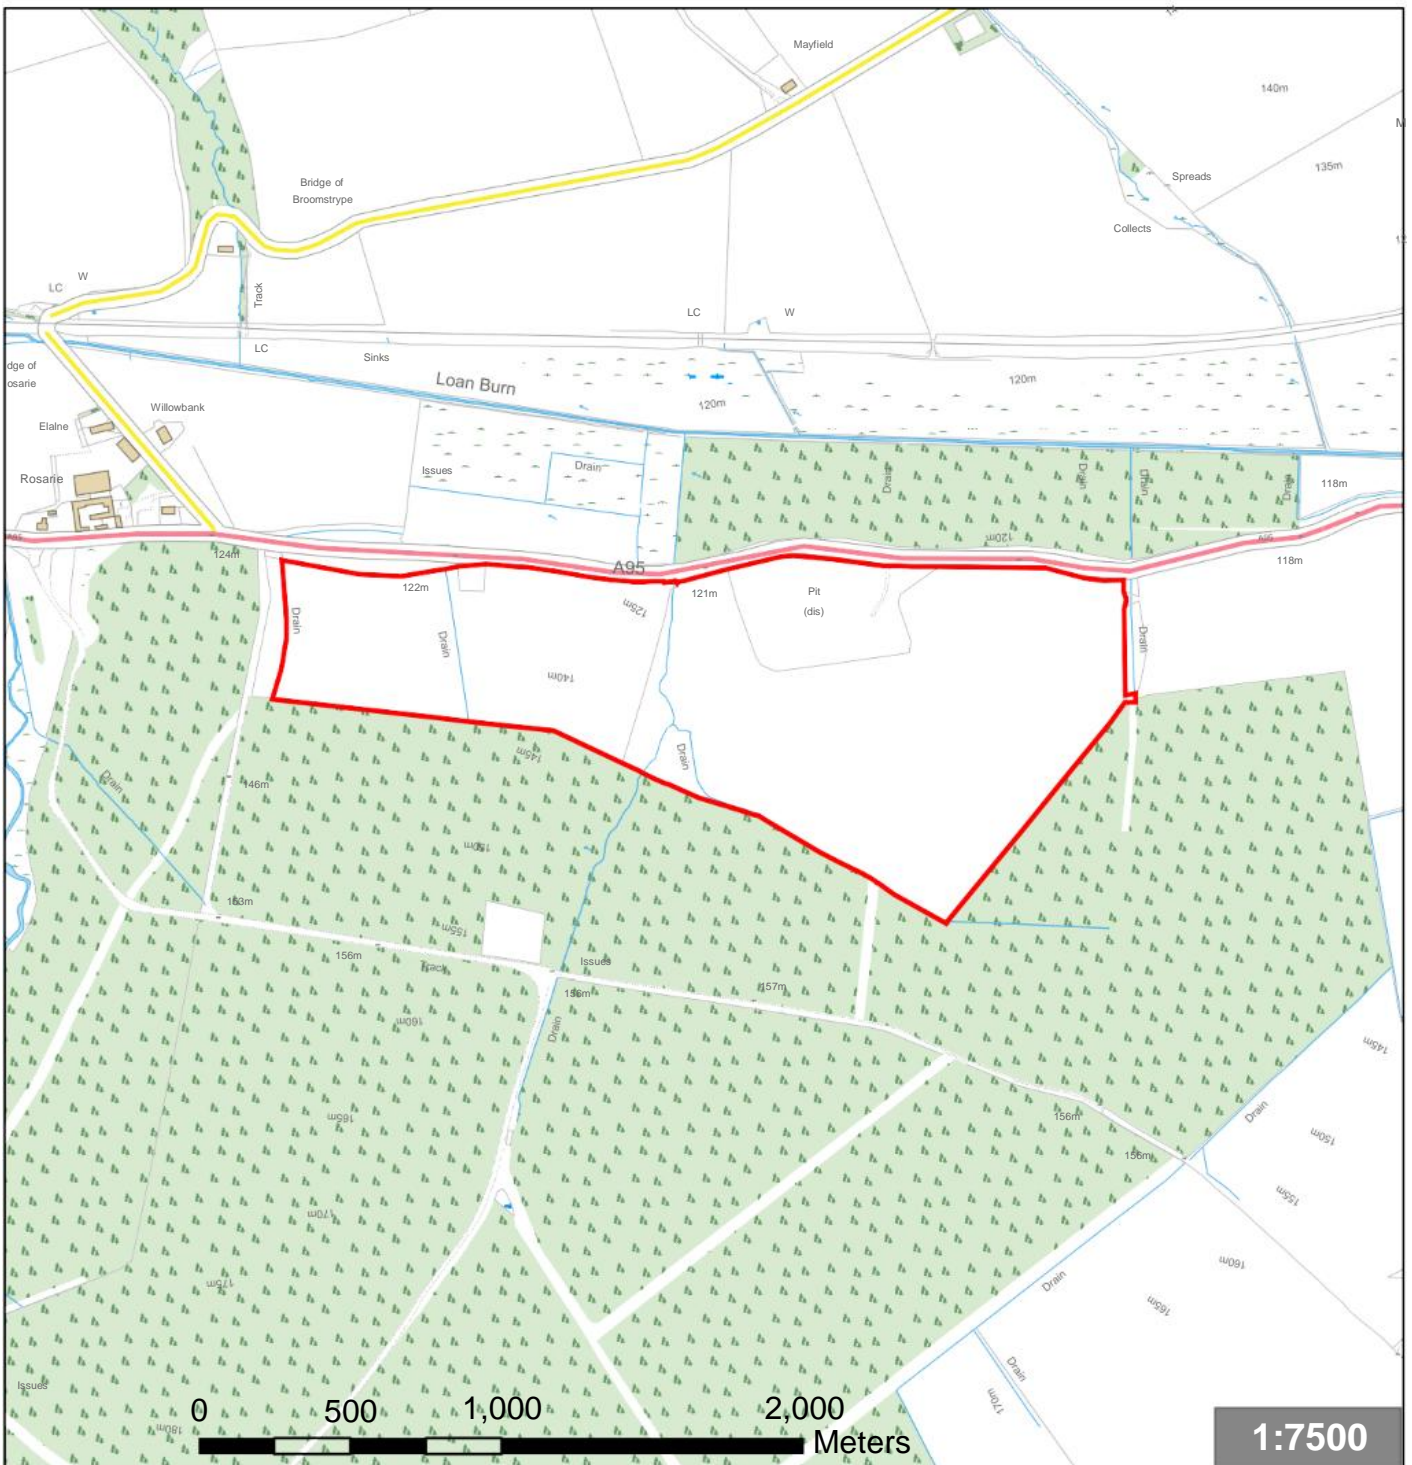 Mayfield
140m
135m
Spreads
Collects
Bridge of
Broomstrype
W
LC
Track
LC
W
LC
Sinks
Loan Burn
120m
120m
dge of
osarie
Willowbank
Elalne
Rosarie
Issues
Drain
Drain
Drain
Drain
Drain
118m
124m
A95
120m
A95
118m
122m
125m
121m
Pit
(dis)
Drain
Drain
Drain
140m
145m
Drain
Drain
146m
150m
163m
155m
156m
Track
Issues
156m
157m
160m
Drain
145m
165m
156m
Drain
150m
156m
155m
170m
160m
175m
Drain
165m
Drain
170m
Issues
180m
0 500 1,000 2,000
Meters
1:7500